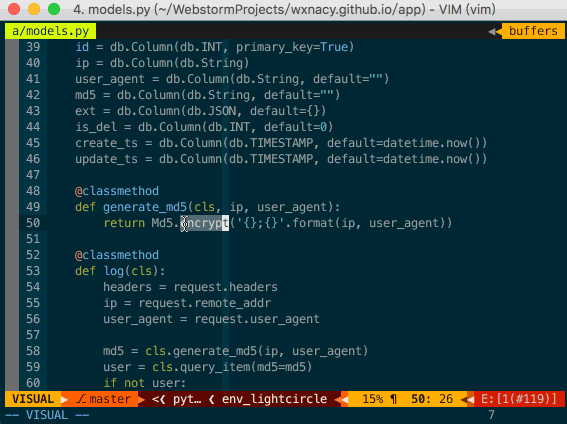 4. models.py (~/WebstormProjects/wxnacy.github.io/app) - VIM (vim)
a/models.py buffers
39 id = db.Column(db.INT, primary_key=True)
40 ip = db.Column(db.String)
41 user_agent = db.Column(db.String, default="")
42 md5 = db.Column(db.String, default="")
43 ext = db.Column(db.JSON, default={})
44 is_del = db.Column(db.INT, default=0)
45 create_ts = db.Column(db.TIMESTAMP, default=datetime.now())
46 update_ts = db.Column(db.TIMESTAMP, default=datetime.now())
47
48 @classmethod
49 def generate_md5(cls, ip, user_agent):
50 return Md5.encrypt('{};{}'.format(ip, user_agent))
51
52 @classmethod
53 def log(cls):
54 headers = request.headers
55 ip = request.remote_addr
56 user_agent = request.user_agent
57
58 md5 = cls.generate_md5(ip, user_agent)
59 user = cls.query_item(md5=md5)
60 if not user:
VISUAL master << pyt… < env_lightcircle 15% ¶ 50: 26 E:[1(#119)]
-- VISUAL -- 7